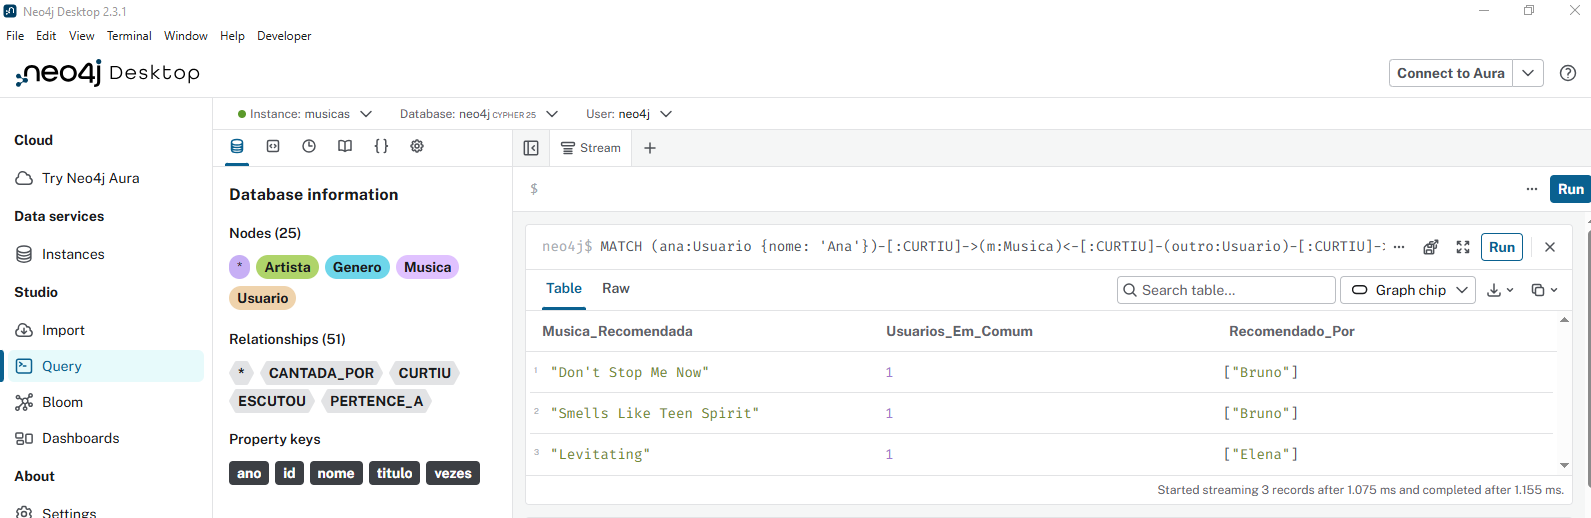 Neo4j Desktop 2.3.1
File Edit View Terminal Window Help Developer
neo4j Desktop
Connect to Aura
Cloud
Try Neo4j Aura
Data services
Instances
Studio
Import
Query
Bloom
Dashboards
About
Settings
Instance: musicas Database: neo4j CYPHER 25 User: neo4j
Database information
Nodes (25)
* Artista Genero Musica
Usuario
Relationships (51)
* CANTADA_POR CURTIU
ESCUTOU PERTENCE_A
Property keys
ano id nome titulo vezes
Stream +
$ ... Run
neo4j$ MATCH (ana:Usuario {nome: 'Ana'})-[:CURTIU]->(m:Musica)<-[:CURTIU]-(outro:Usuario)-[:CURTIU]-> ... Run
Table Raw Search table... Graph chip
Musica_Recomendada Usuarios_Em_Comum Recomendado_Por
1 "Don't Stop Me Now" 1 ["Bruno"]
2 "Smells Like Teen Spirit" 1 ["Bruno"]
3 "Levitating" 1 ["Elena"]
Started streaming 3 records after 1.075 ms and completed after 1.155 ms.